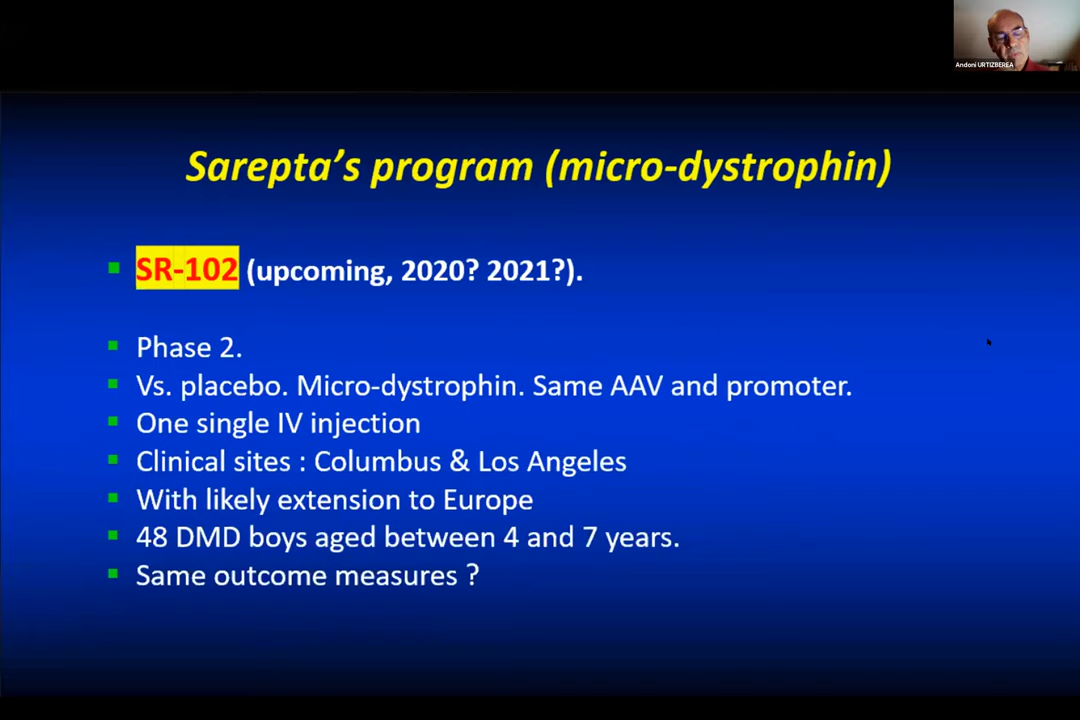 Andoni URTIZBEREA
Sarepta's program (micro-dystrophin)
SR-102 (upcoming, 2020? 2021?).
Phase 2.
Vs. placebo. Micro-dystrophin. Same AAV and promoter.
One single IV injection
Clinical sites : Columbus & Los Angeles
With likely extension to Europe
48 DMD boys aged between 4 and 7 years.
Same outcome measures ?